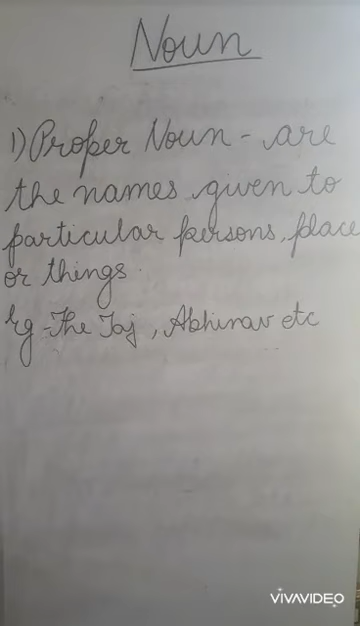 Noun
1) Proper Noun - are
the names given to
particular persons, place
or things.
Eg - The Taj, Abhinav etc
VIVAVIDEO